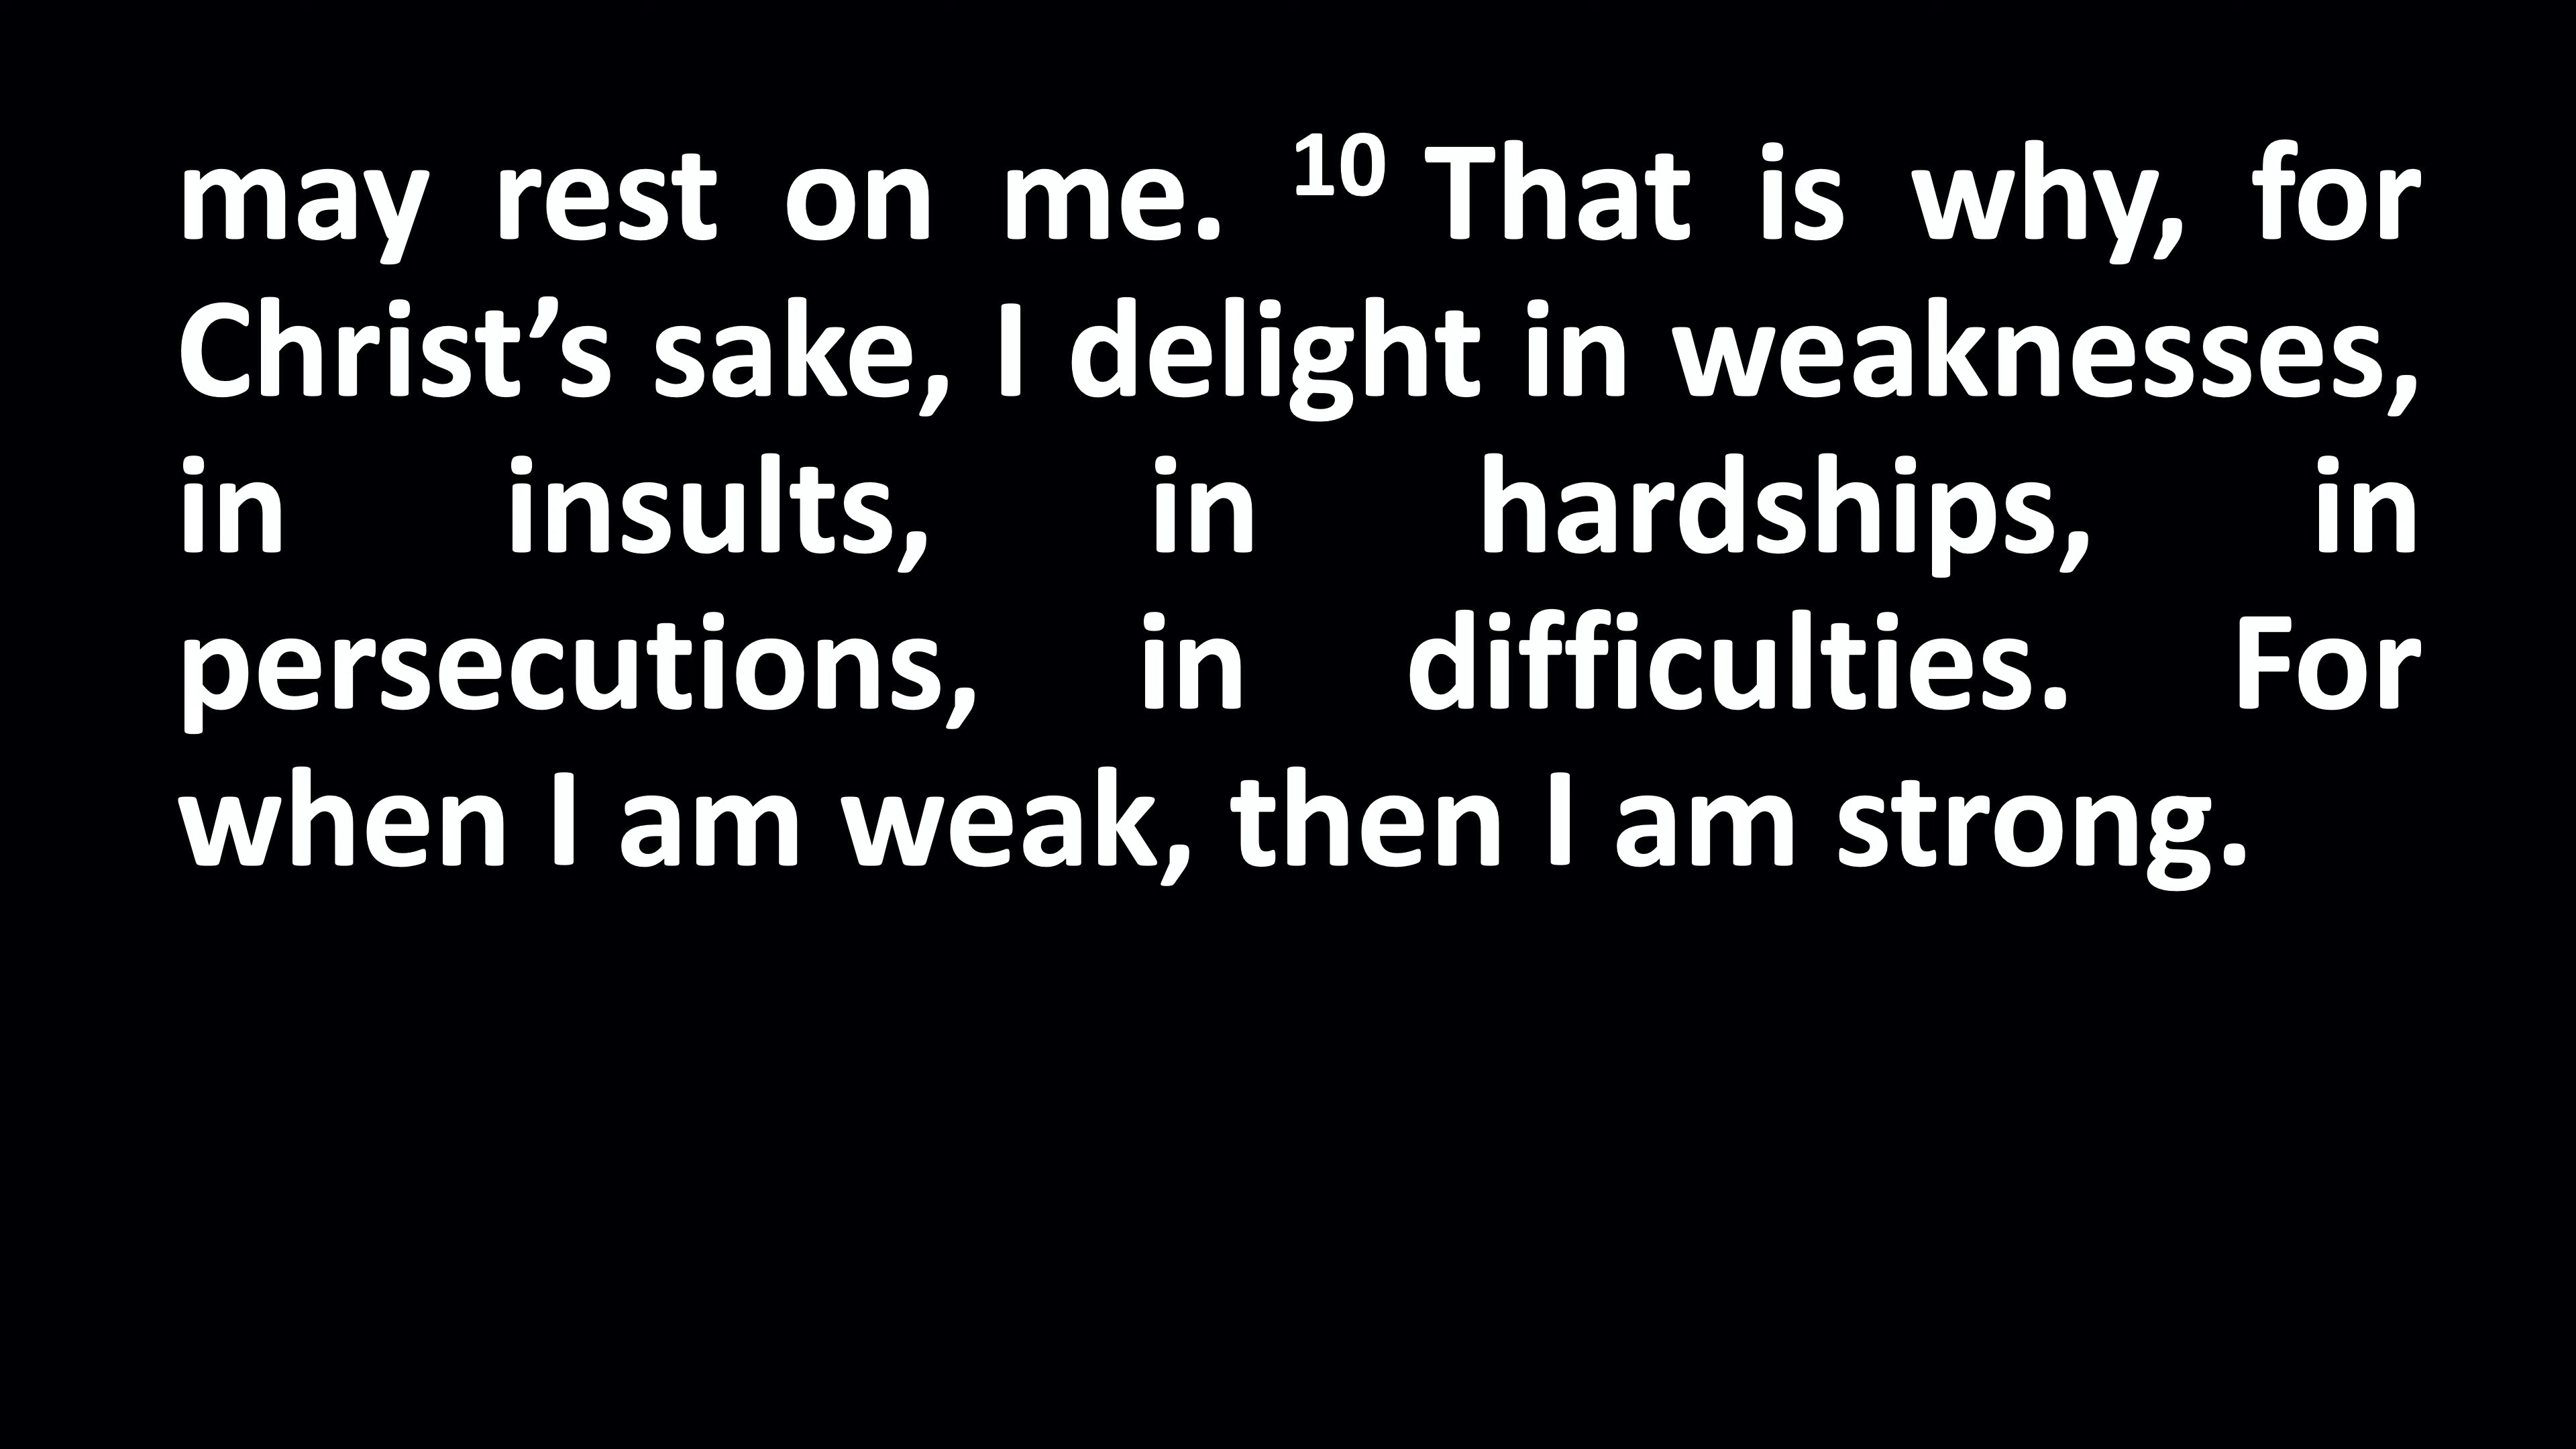 may rest on me. ¹⁰ That is why, for
Christ’s sake, I delight in weaknesses,
in insults, in hardships, in
persecutions, in difficulties. For
when I am weak, then I am strong.